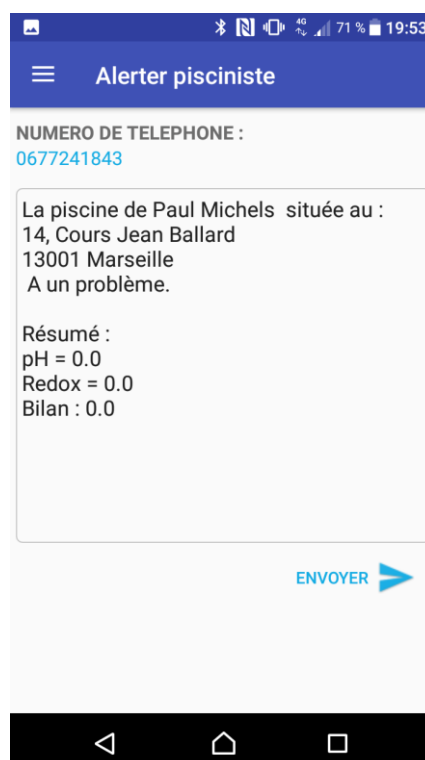 4G 71 % 19:53
Alerter pisciniste
NUMERO DE TELEPHONE :
0677241843
La piscine de Paul Michels  située au :
14, Cours Jean Ballard
13001 Marseille
 A un problème.
Résumé :
pH = 0.0
Redox = 0.0
Bilan : 0.0
ENVOYER